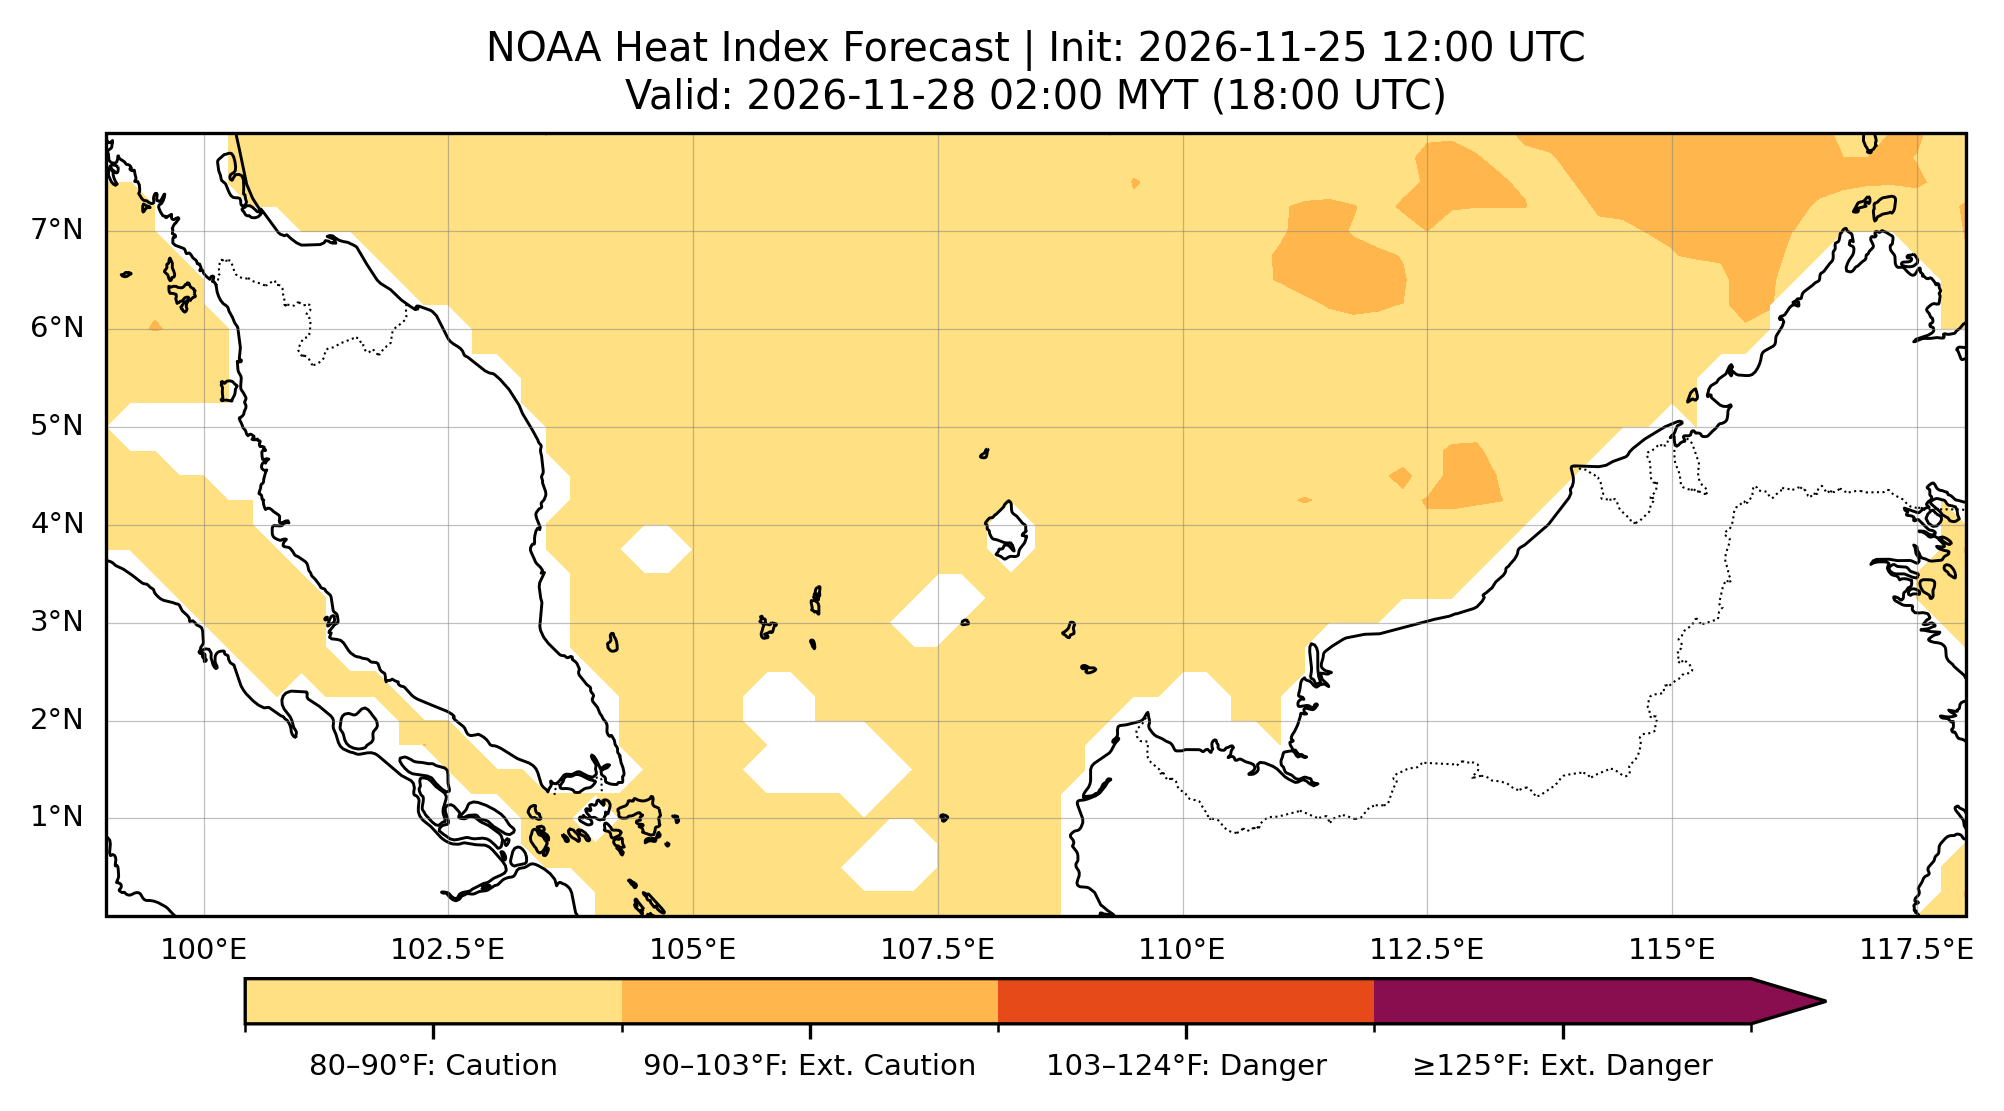 NOAA Heat Index Forecast | Init: 2026-11-25 12:00 UTC
Valid: 2026-11-28 02:00 MYT (18:00 UTC)
7°N
6°N
5°N
4°N
3°N
2°N
1°N
100°E 102.5°E 105°E 107.5°E 110°E 112.5°E 115°E 117.5°E
80–90°F: Caution 90–103°F: Ext. Caution 103–124°F: Danger ≥125°F: Ext. Danger